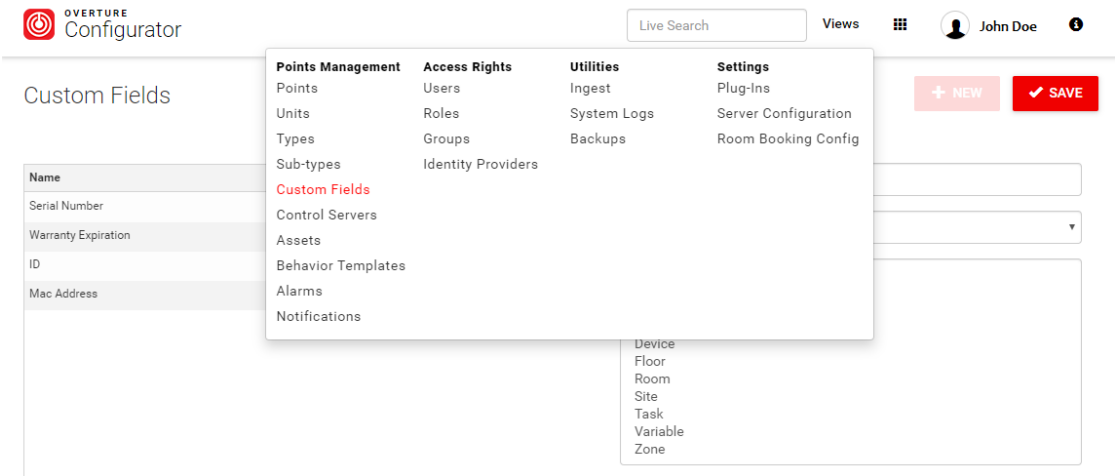 OVERTURE
Configurator
Live Search
Views
John Doe
Custom Fields
NEW
SAVE
Points Management
Points
Units
Types
Sub-types
Custom Fields
Control Servers
Assets
Behavior Templates
Alarms
Notifications
Access Rights
Users
Roles
Groups
Identity Providers
Utilities
Ingest
System Logs
Backups
Settings
Plug-Ins
Server Configuration
Room Booking Config
Name
Serial Number
Warranty Expiration
ID
Mac Address
Device
Floor
Room
Site
Task
Variable
Zone